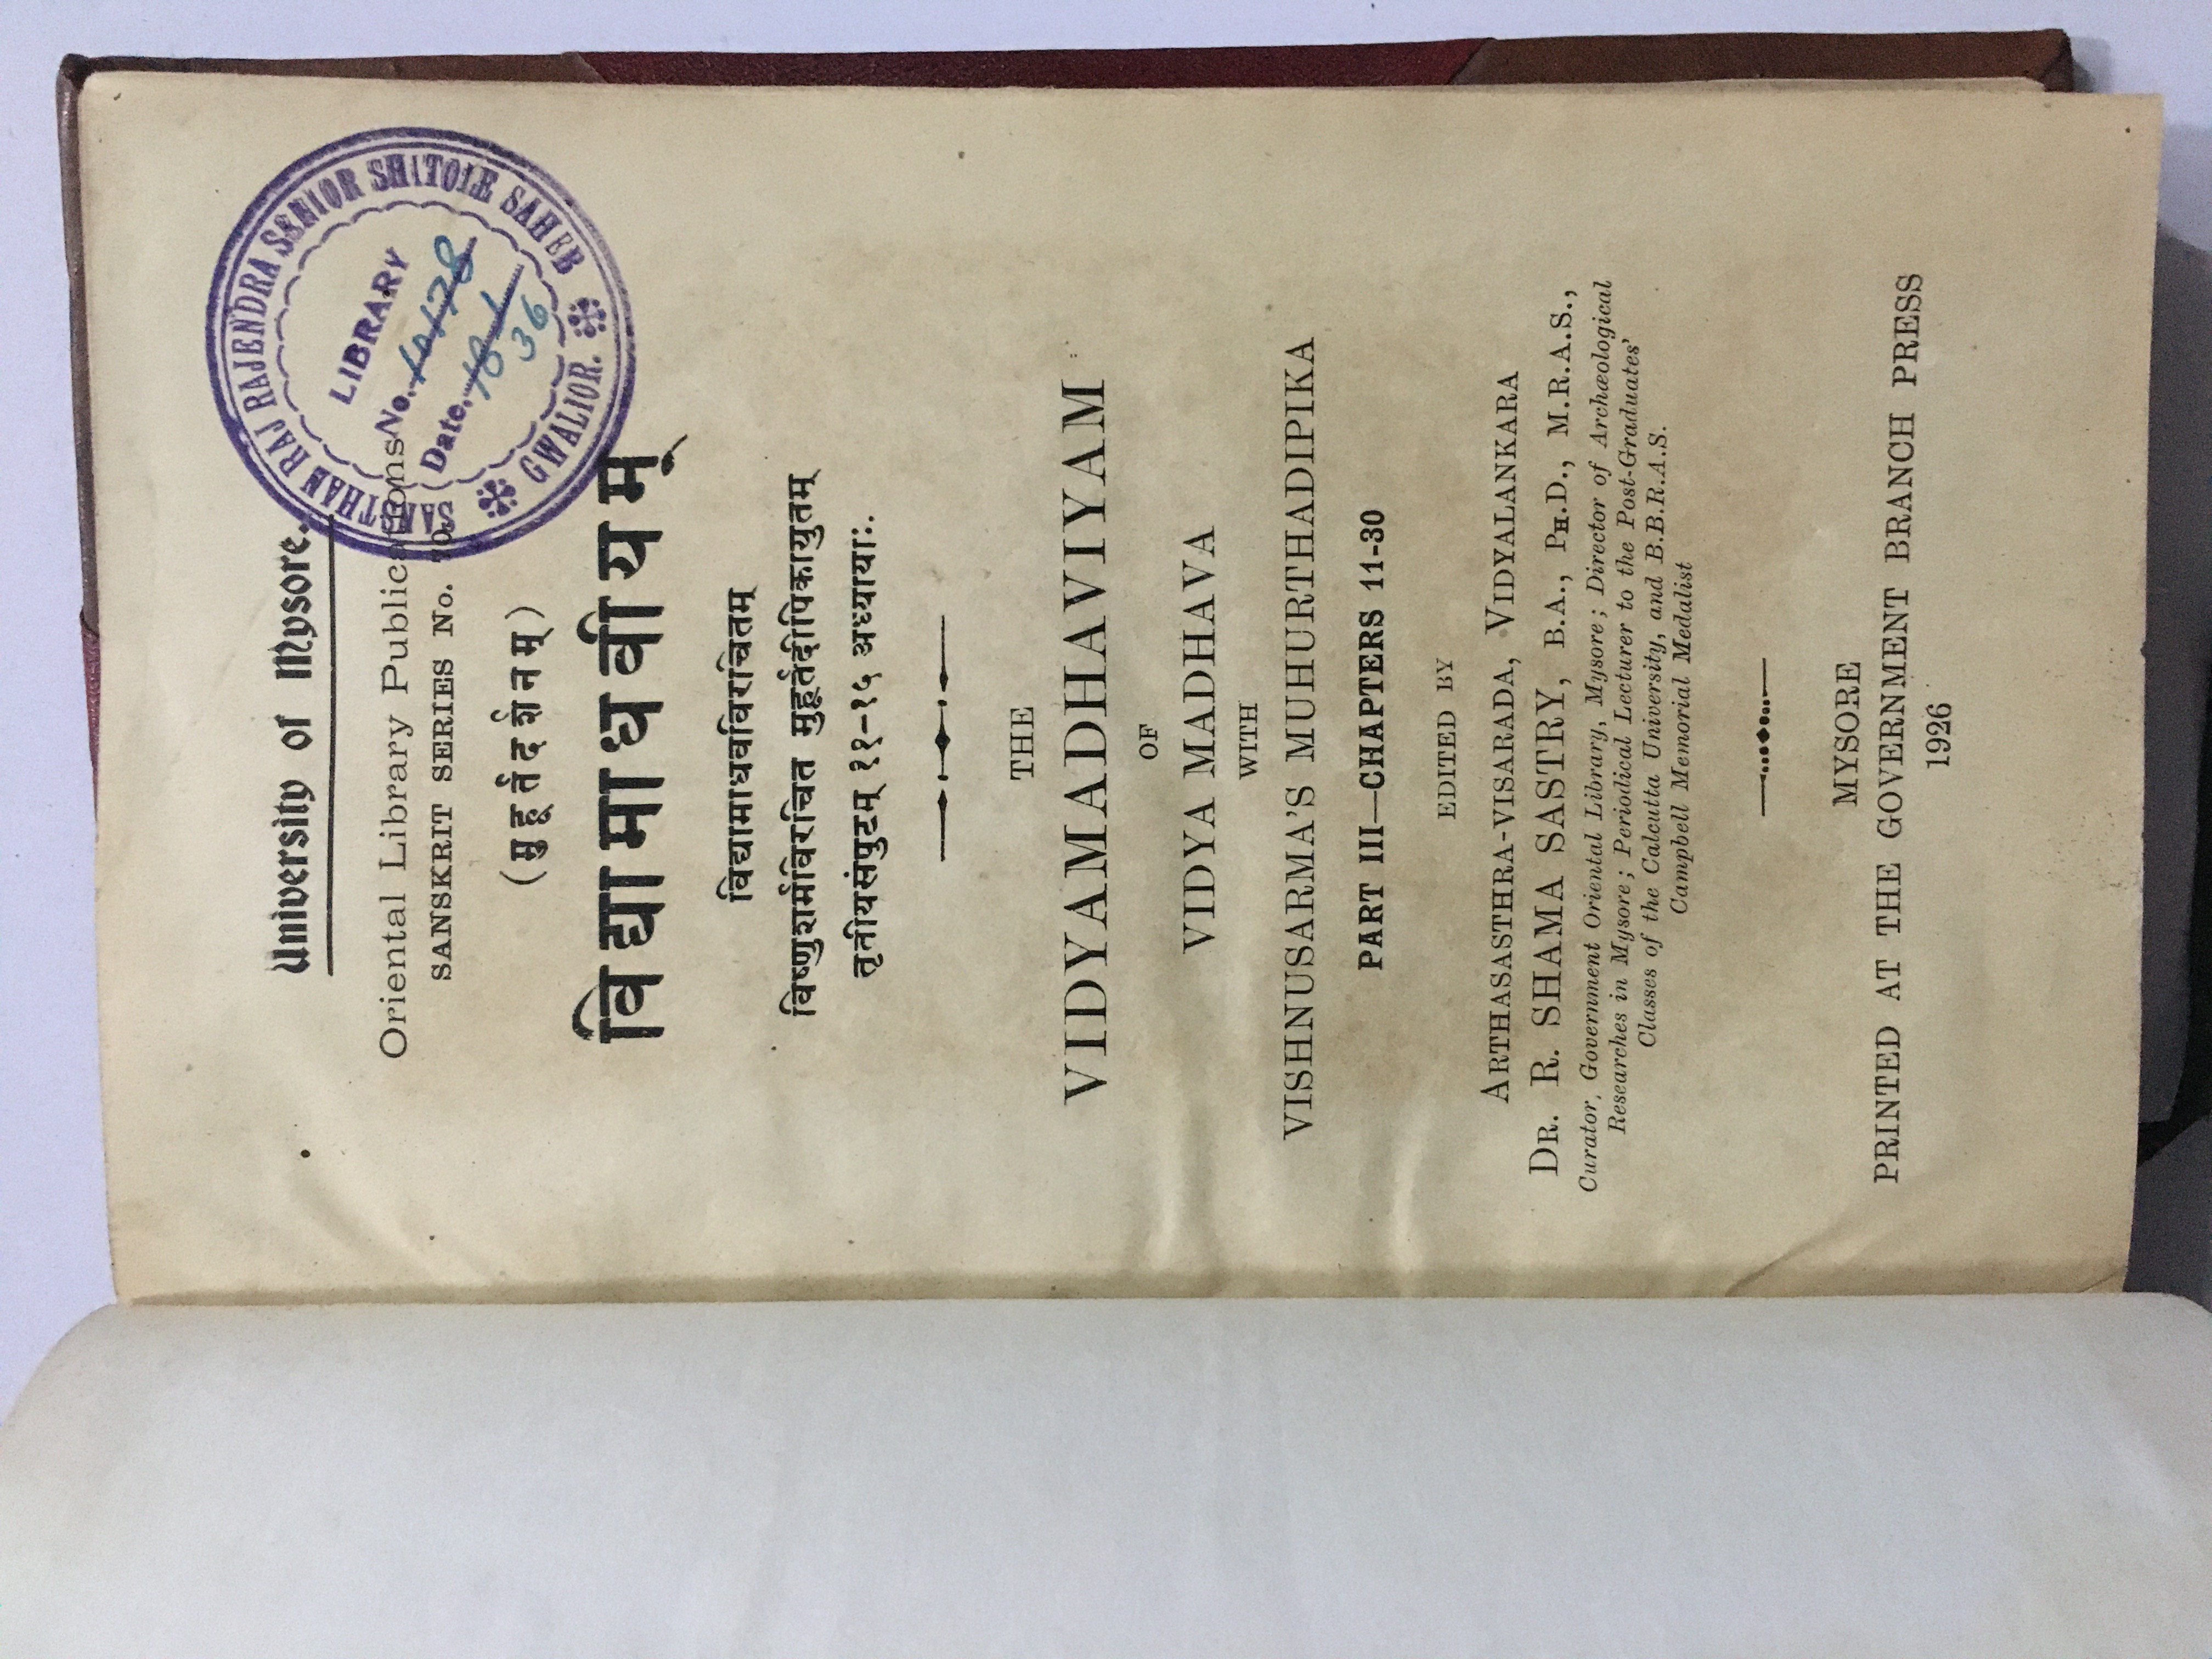 University of Mysore.
Oriental Library Publications
SANSKRIT SERIES No.
(मुहूर्तदर्शनम्)
विद्यामाधवीयम्
विद्यामाधवविरचितम्
विष्णुशर्मविरचित मुहूर्तदीपिकायुतम्
तृतीयसंपुटम् ११-१५ अध्यायाः.
THE
VIDYAMADHAVIYAM
OF
VIDYA MADHAVA
WITH
VISHNUSARMA'S MUHURTHADIPIKA
PART III—CHAPTERS 11-30
EDITED BY
ARTHASASTHRA-VISARADA, VIDYALANKARA
DR. R. SHAMA SASTRY, B.A., PH.D., M.R.A.S.,
Curator, Government Oriental Library, Mysore; Director of Archæological
Researches in Mysore; Periodical Lecturer to the Post-Graduates'
Classes of the Calcutta University, and B.B.R.A.S.
Campbell Memorial Medalist
MYSORE
PRINTED AT THE GOVERNMENT BRANCH PRESS
1926
RAJ RAJENDRA SENIOR SHITOLE SAHEB
GWALIOR.
LIBRARY
No.
Date. 18-1
36